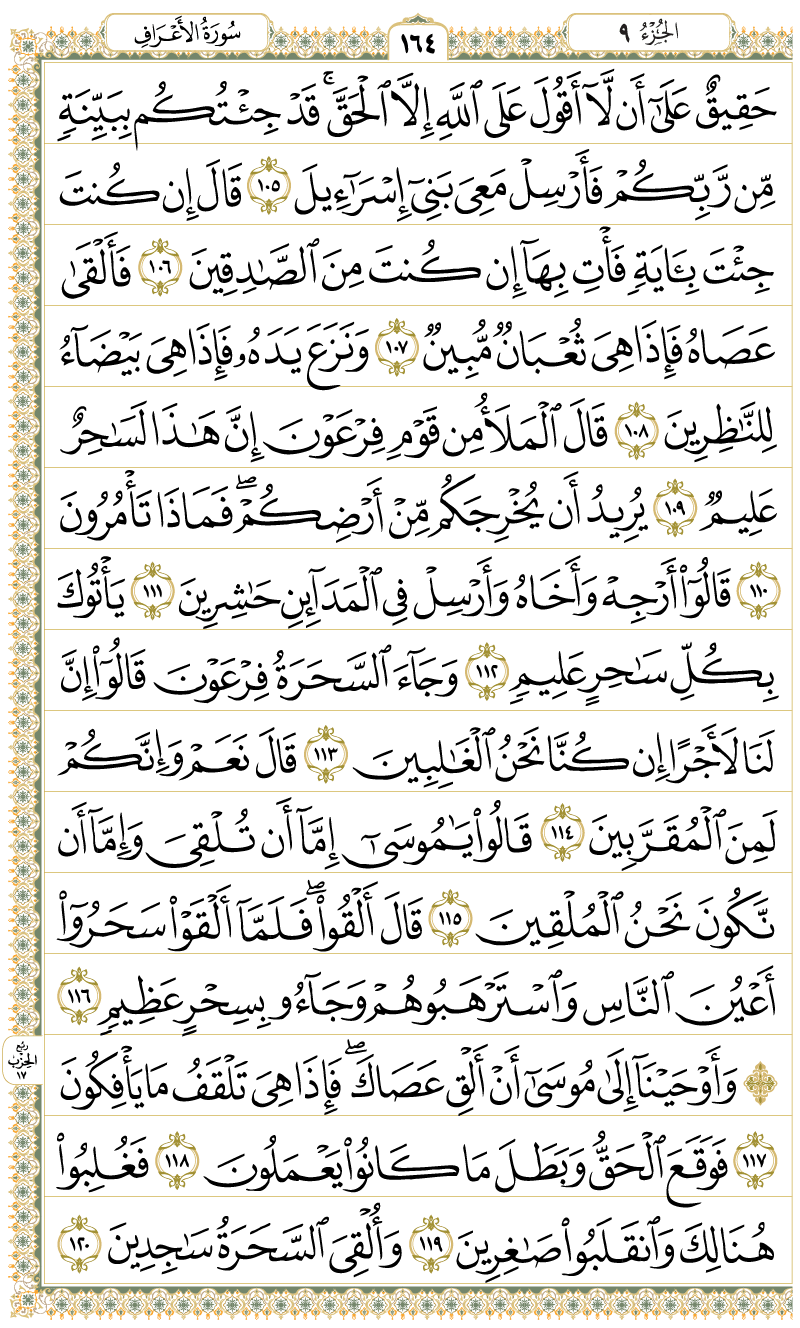 الجُزْءُ ٩
١٦٤
سُورَةُ الأَعْرَافِ
حَقِيقٌ عَلَىٰٓ أَن لَّآ أَقُولَ عَلَى ٱللَّهِ إِلَّا ٱلْحَقَّۚ قَدْ جِئْتُكُم بِبَيِّنَةٍ
مِّن رَّبِّكُمْ فَأَرْسِلْ مَعِىَ بَنِىٓ إِسْرَٰٓءِيلَ ١٠٥ قَالَ إِن كُنتَ
جِئْتَ بِـَٔايَةٍ فَأْتِ بِهَآ إِن كُنتَ مِنَ ٱلصَّٰدِقِينَ ١٠٦ فَأَلْقَىٰ
عَصَاهُ فَإِذَا هِىَ ثُعْبَانٌ مُّبِينٌ ١٠٧ وَنَزَعَ يَدَهُۥ فَإِذَا هِىَ بَيْضَآءُ
لِلنَّٰظِرِينَ ١٠٨ قَالَ ٱلْمَلَأُ مِن قَوْمِ فِرْعَوْنَ إِنَّ هَٰذَا لَسَٰحِرٌ
عَلِيمٌ ١٠٩ يُرِيدُ أَن يُخْرِجَكُم مِّنْ أَرْضِكُمْۖ فَمَاذَا تَأْمُرُونَ
١١٠ قَالُوٓا۟ أَرْجِهْ وَأَخَاهُ وَأَرْسِلْ فِى ٱلْمَدَآئِنِ حَٰشِرِينَ ١١١ يَأْتُوكَ
بِكُلِّ سَٰحِرٍ عَلِيمٍ ١١٢ وَجَآءَ ٱلسَّحَرَةُ فِرْعَوْنَ قَالُوٓا۟ إِنَّ
لَنَا لَأَجْرًا إِن كُنَّا نَحْنُ ٱلْغَٰلِبِينَ ١١٣ قَالَ نَعَمْ وَإِنَّكُمْ
لَمِنَ ٱلْمُقَرَّبِينَ ١١٤ قَالُوا۟ يَٰمُوسَىٰٓ إِمَّآ أَن تُلْقِىَ وَإِمَّآ أَن
نَّكُونَ نَحْنُ ٱلْمُلْقِينَ ١١٥ قَالَ أَلْقُوا۟ۖ فَلَمَّآ أَلْقَوْا۟ سَحَرُوٓا۟
أَعْيُنَ ٱلنَّاسِ وَٱسْتَرْهَبُوهُمْ وَجَآءُو بِسِحْرٍ عَظِيمٍ ١١٦
۞ وَأَوْحَيْنَآ إِلَىٰ مُوسَىٰٓ أَنْ أَلْقِ عَصَاكَۖ فَإِذَا هِىَ تَلْقَفُ مَا يَأْفِكُونَ
١١٧ فَوَقَعَ ٱلْحَقُّ وَبَطَلَ مَا كَانُوا۟ يَعْمَلُونَ ١١٨ فَغُلِبُوا۟
هُنَالِكَ وَٱنقَلَبُوا۟ صَٰغِرِينَ ١١٩ وَأُلْقِىَ ٱلسَّحَرَةُ سَٰجِدِينَ ١٢٠
رُبُع
الحِزْب
١٧